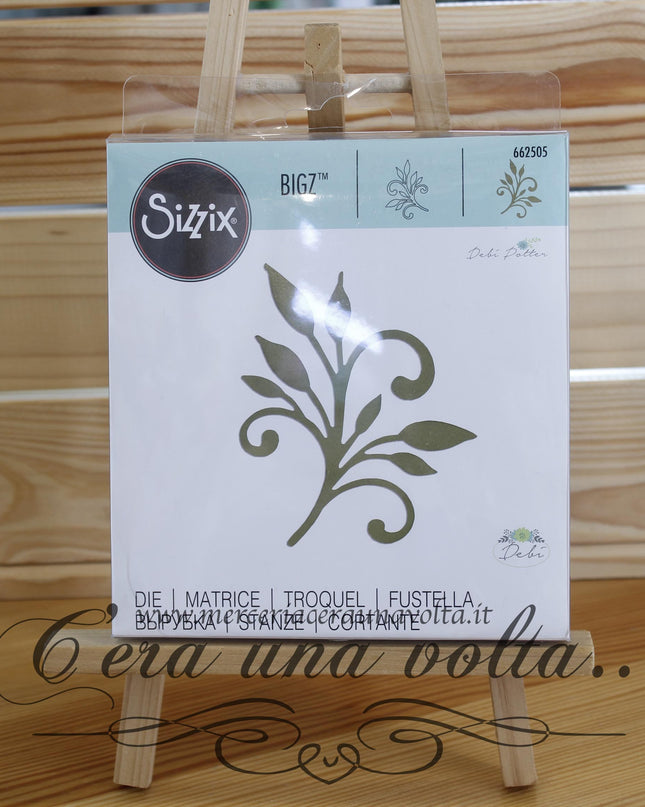 662505
BIGZ™
Sizzix®
Debi Potter
Debi
DIE | MATRICE | TROQUEL | FUSTELLA
www.merceriaceraunavolta.it
ВЫРУБКА | STANZE | CORTANTE
C'era una volta..